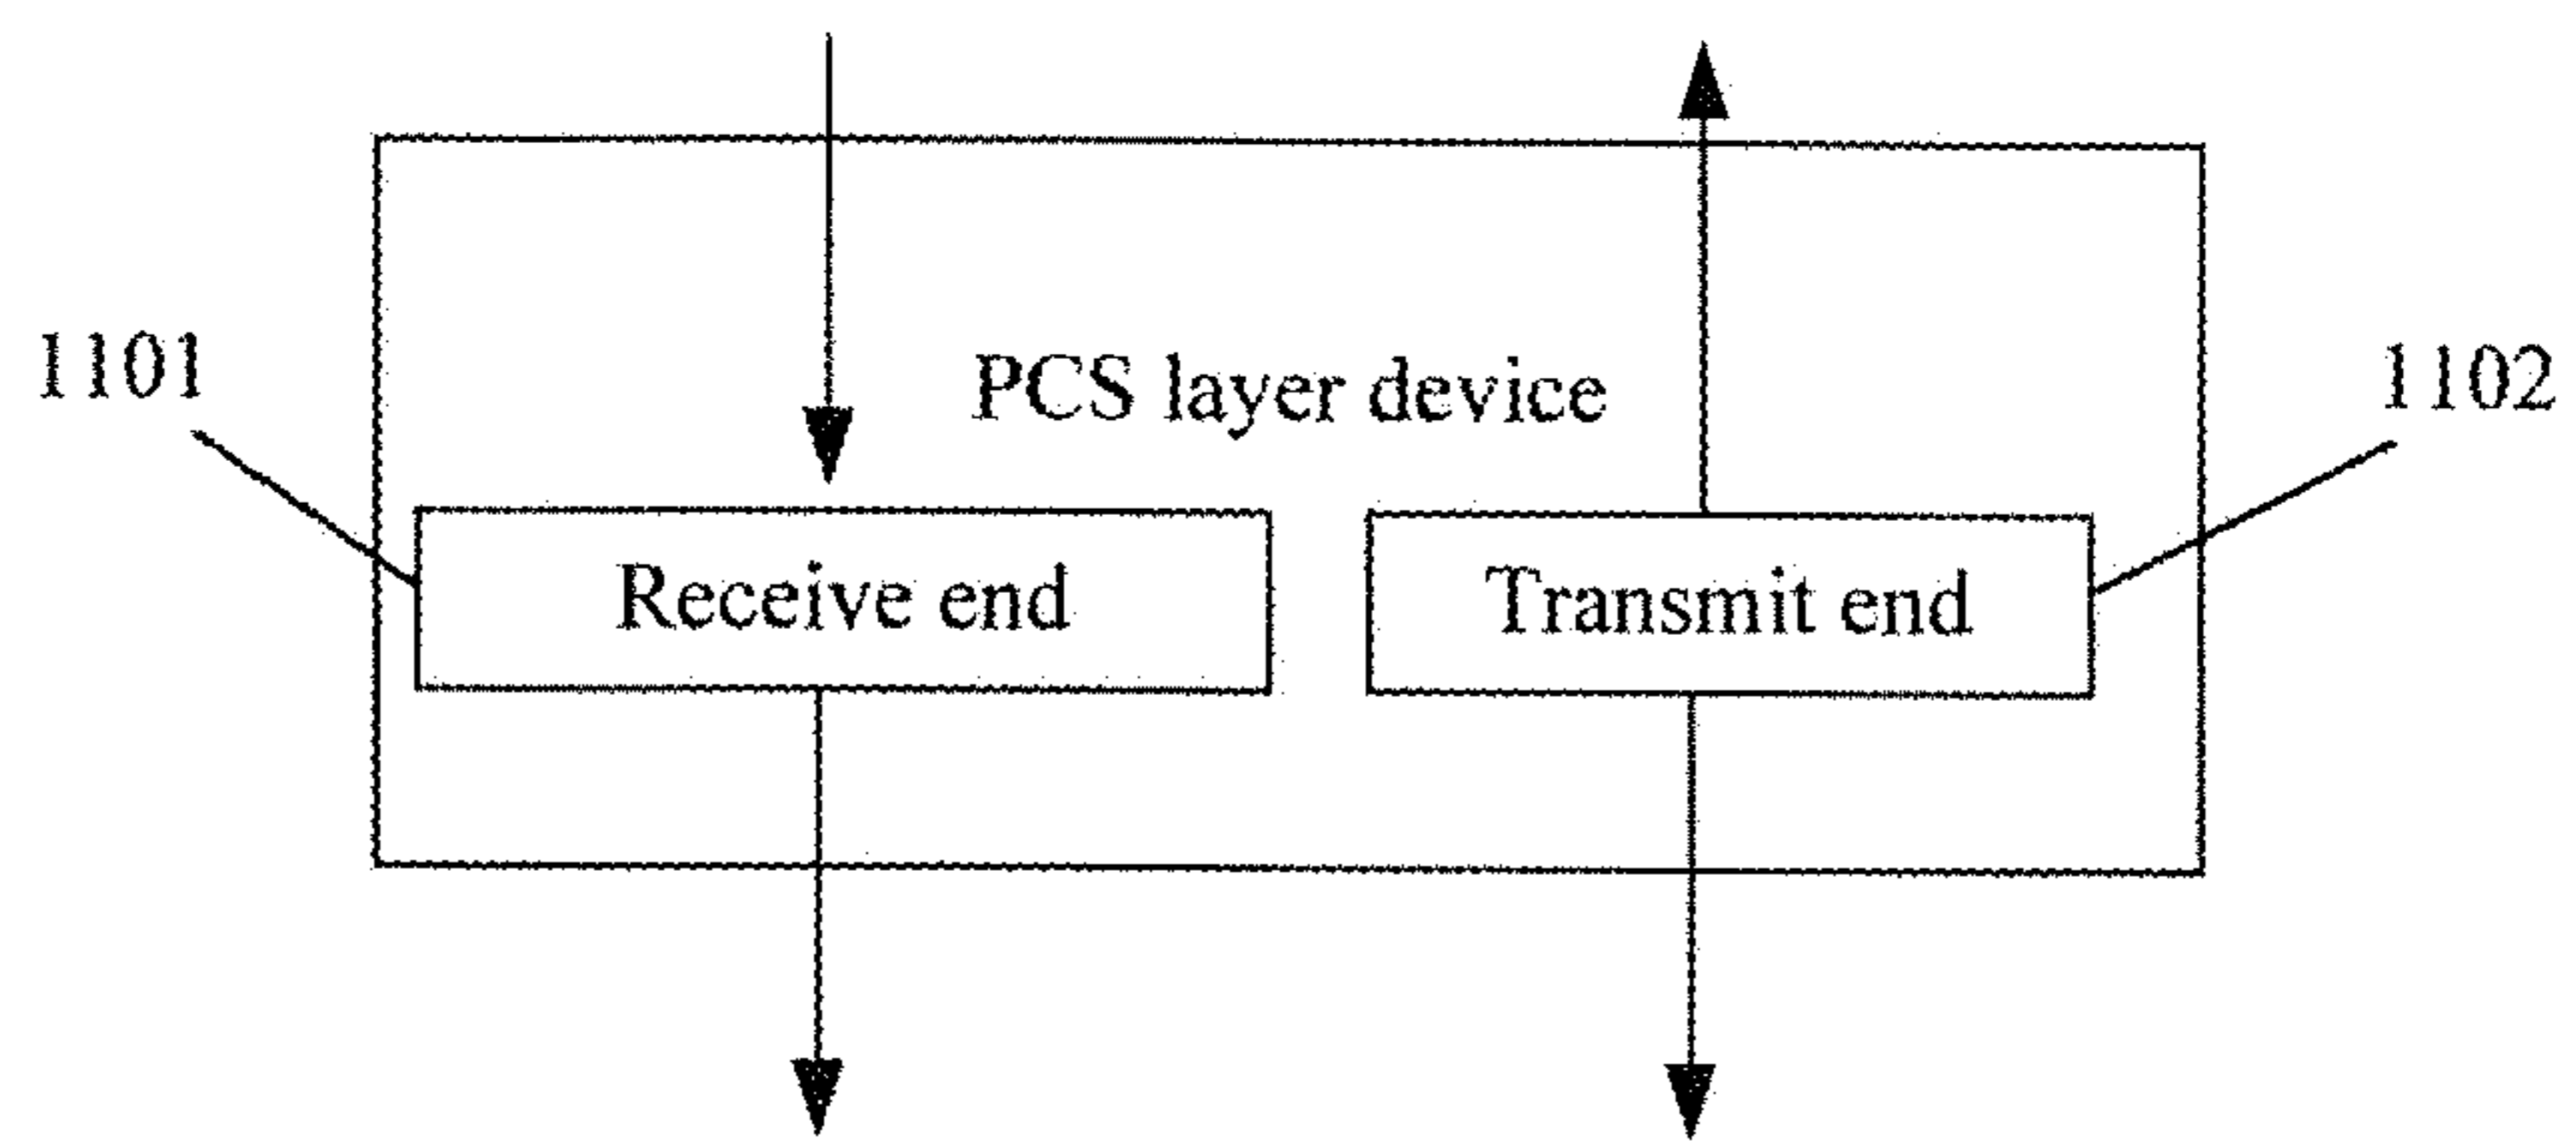 1101
PCS layer device
1102
Receive end
Transmit end